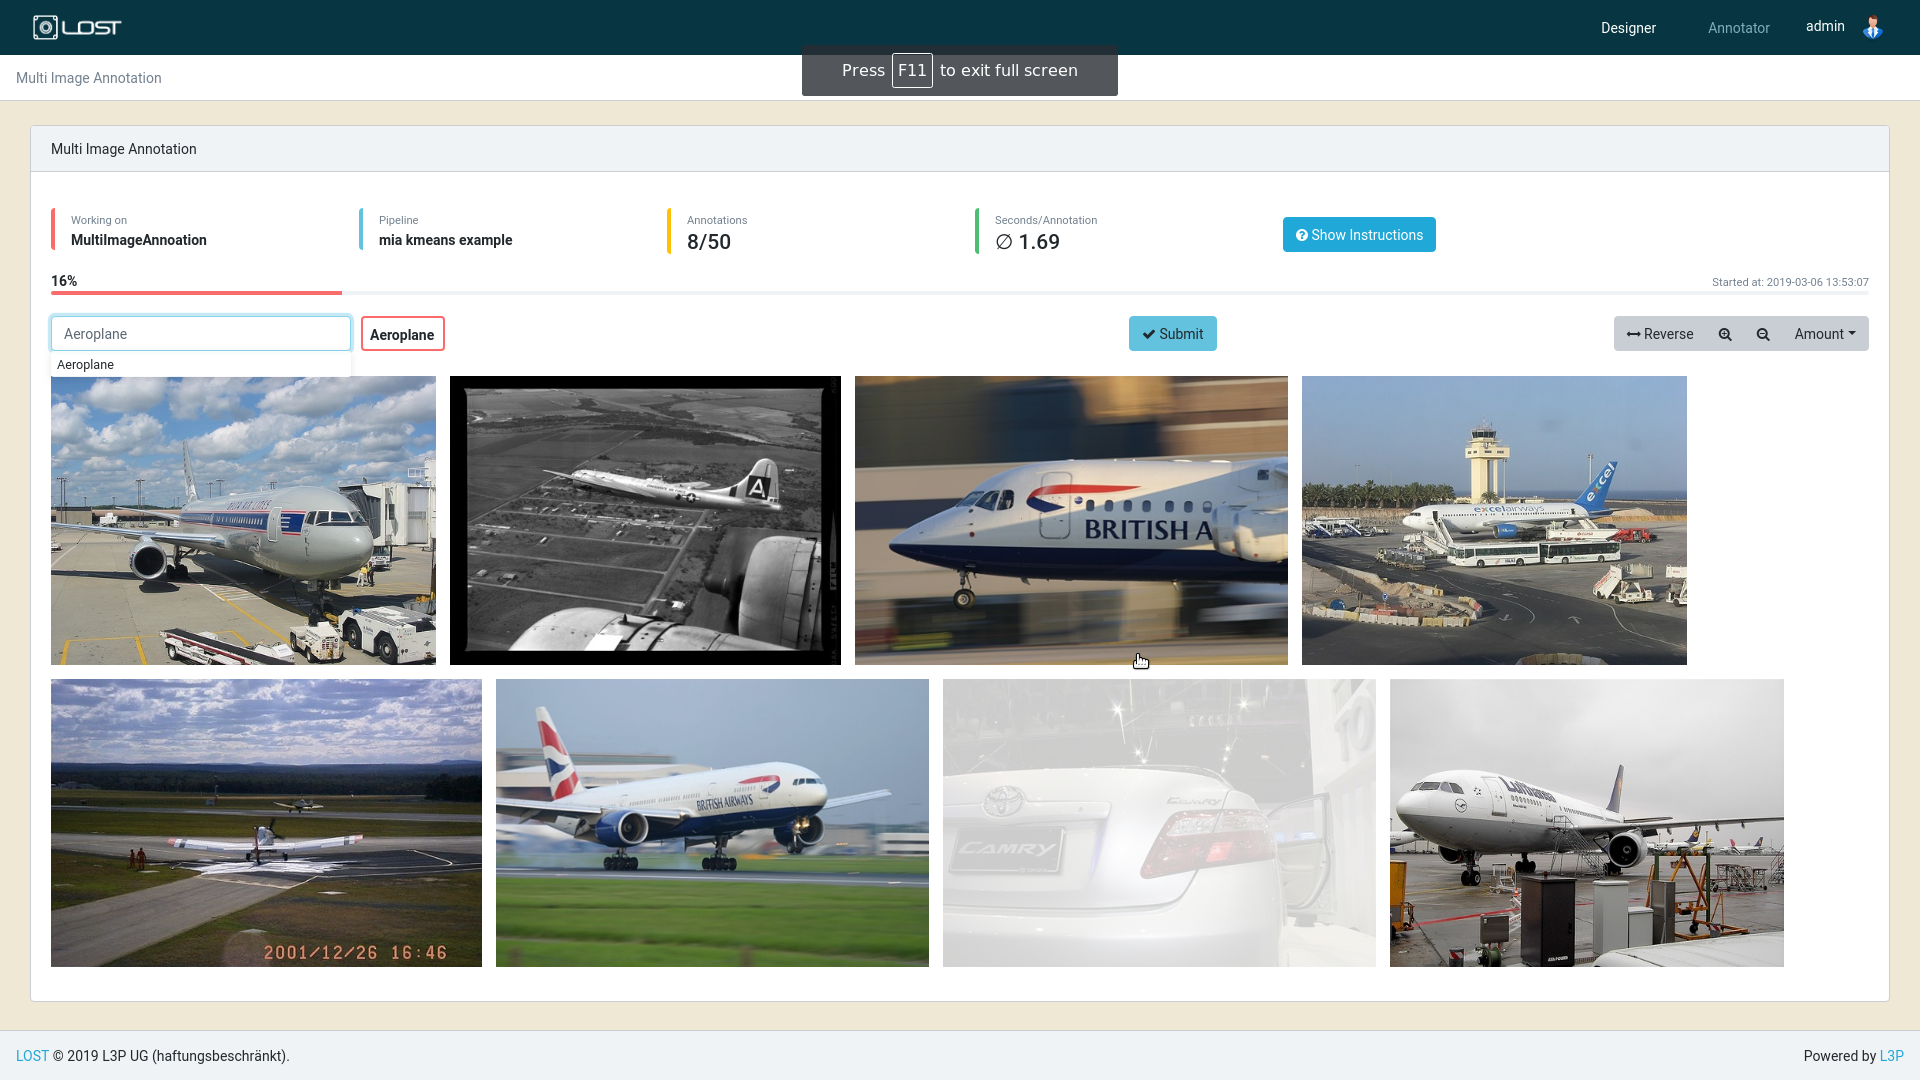 LOST
Designer
Annotator
admin
Multi Image Annotation
Press F11 to exit full screen
Multi Image Annotation
Working on
MultiImageAnnoation
Pipeline
mia kmeans example
Annotations
8/50
Seconds/Annotation
∅ 1.69
Show Instructions
16%
Started at: 2019-03-06 13:53:07
Aeroplane
Aeroplane
Submit
Reverse
Amount
Aeroplane
A
BRITISH A
excelairways
excel
2001/12/26 16:46
BRITISH AIRWAYS
CAMRY
Camry
Lufthansa
LOST © 2019 L3P UG (haftungsbeschränkt).
Powered by L3P